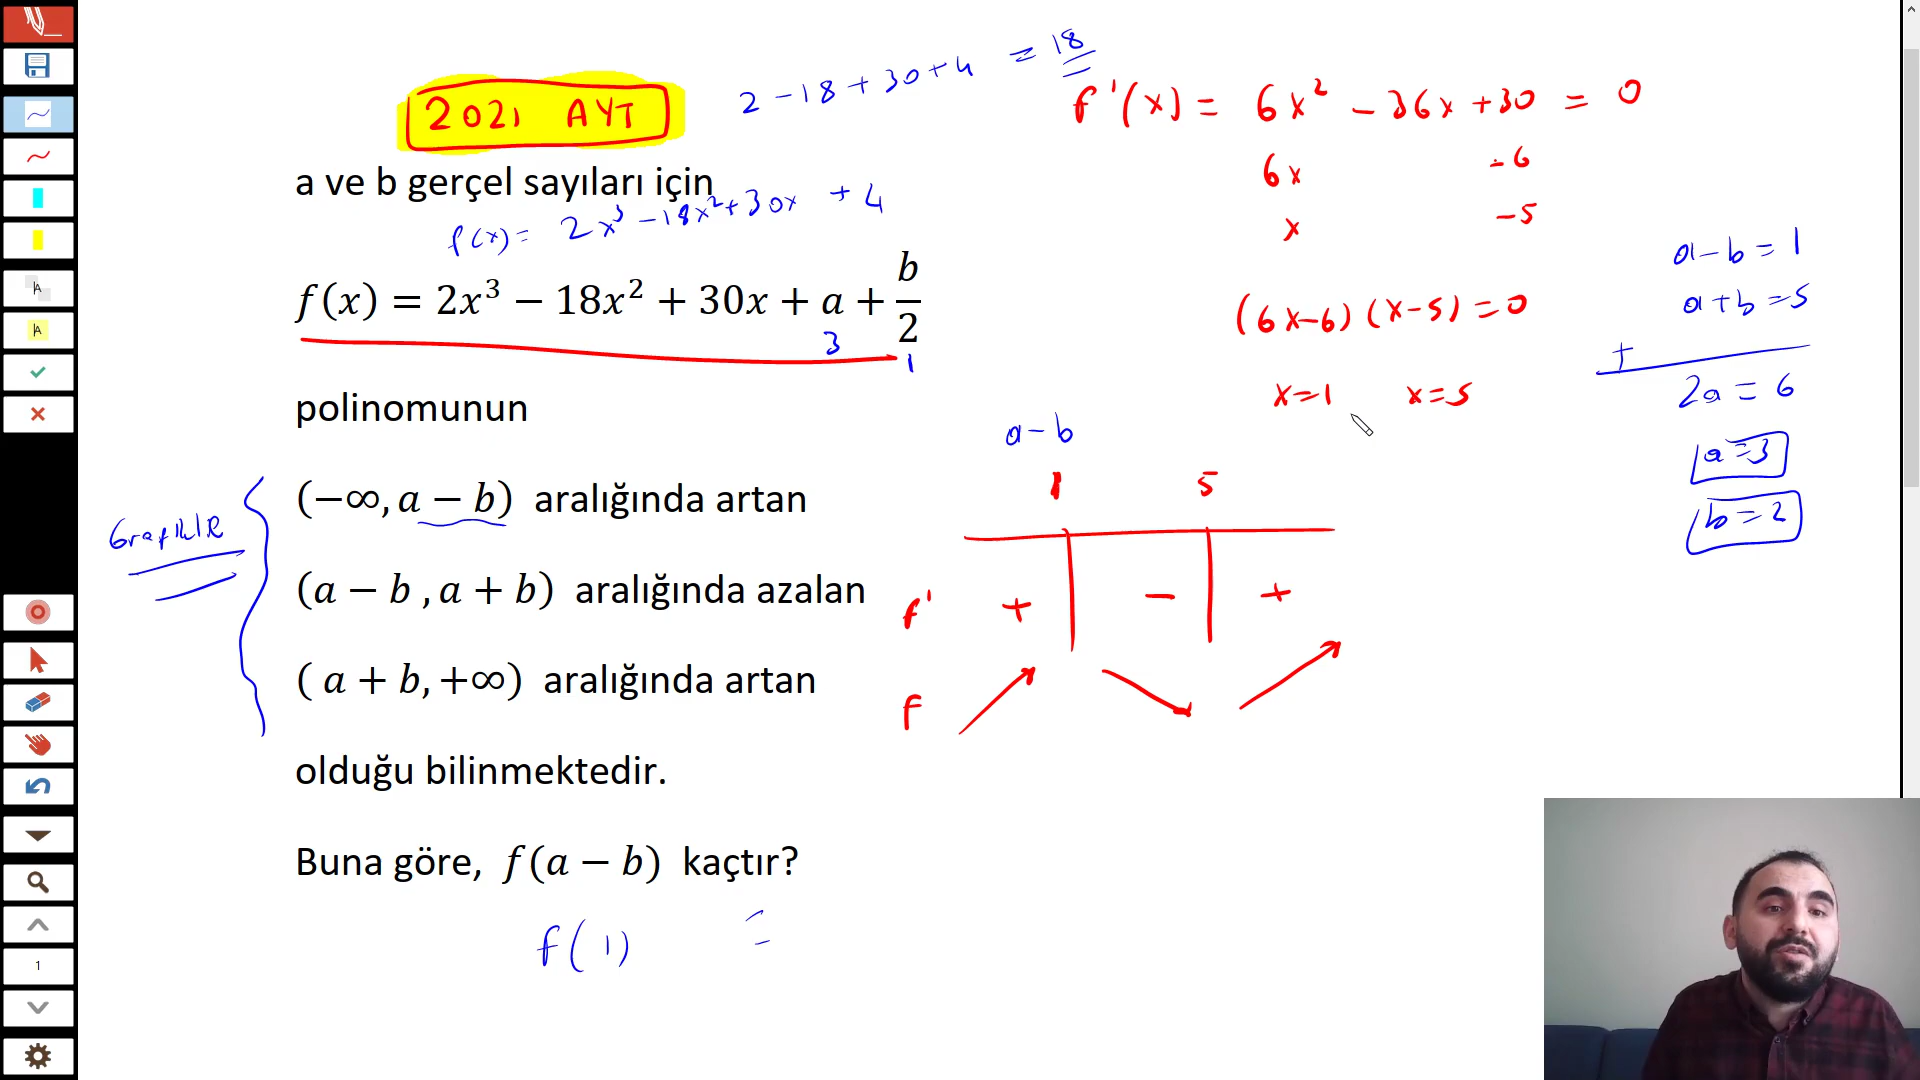 2021 AYT
2 - 18 + 30 + 4 = 18
a ve b gerçel sayıları için
f(x) = 2x³ - 18x² + 30x + 4
f(x) = 2x³ − 18x² + 30x + a + b/2
3
1
polinomunun
(−∞, a − b) aralığında artan
(a − b , a + b) aralığında azalan
( a + b, +∞) aralığında artan
olduğu bilinmektedir.
Buna göre, f(a − b) kaçtır?
f(1) =
f'(x) = 6x² - 36x + 30 = 0
6x -6
x -5
(6x-6)(x-5) = 0
x=1 x=5
a-b
1 5
f' + - +
f
a-b = 1
a+b = 5
+
2a = 6
a=3
b=2
A
A
1